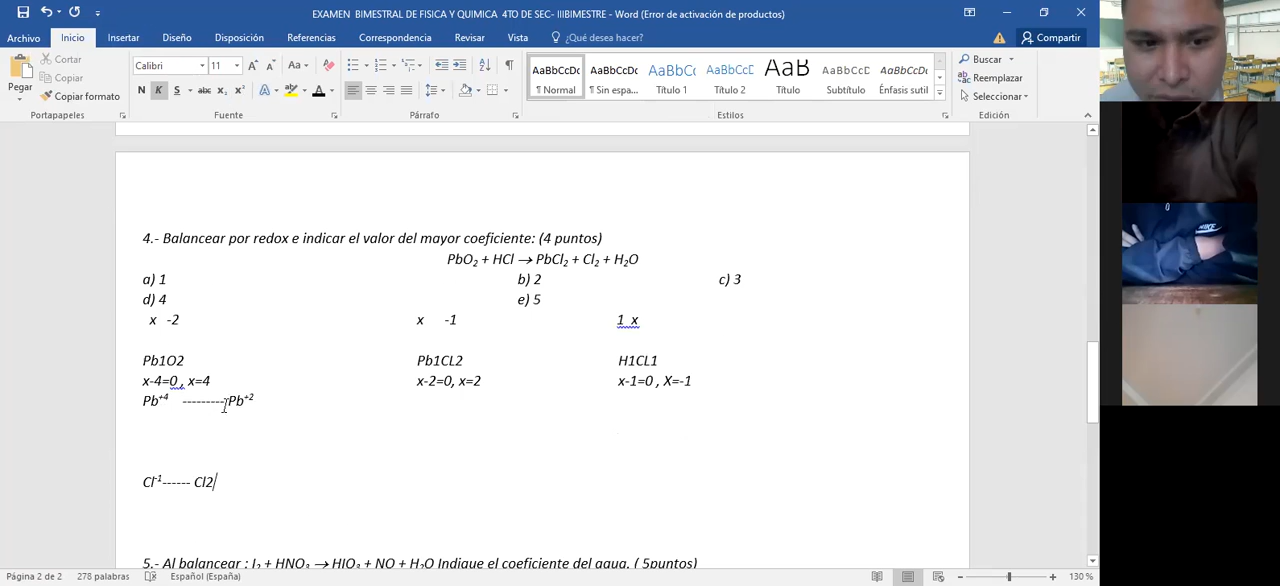 EXAMEN BIMESTRAL DE FISICA Y QUIMICA 4TO DE SEC- IIIBIMESTRE - Word (Error de activación de productos)
Archivo Inicio Insertar Diseño Disposición Referencias Correspondencia Revisar Vista ¿Qué desea hacer? Compartir
Pegar
Cortar
Copiar
Copiar formato
Portapapeles
Calibri 11 A A Aa
N K S abc x₂ x² A A
Fuente
Párrafo
AaBbCcDc AaBbCcDc AaBbCc AaBbCcD AaB AaBbCcD AaBbCcDc
¶ Normal ¶ Sin espa... Título 1 Título 2 Título Subtítulo Énfasis sutil
Estilos
Buscar
Reemplazar
Seleccionar
Edición
4.- Balancear por redox e indicar el valor del mayor coeficiente: (4 puntos)
PbO₂ + HCl → PbCl₂ + Cl₂ + H₂O
a) 1 b) 2 c) 3
d) 4 e) 5
x -2 x -1 1 x
Pb1O2 Pb1CL2 H1CL1
x-4=0 , x=4 x-2=0, x=2 x-1=0 , X=-1
Pb⁺⁴ --------- Pb⁺²
Cl⁻¹------ Cl2
5.- Al balancear : I₂ + HNO₃ → HIO₃ + NO + H₂O Indique el coeficiente del agua. ( 5puntos)
Página 2 de 2 278 palabras Español (España) 130 %
NIKE